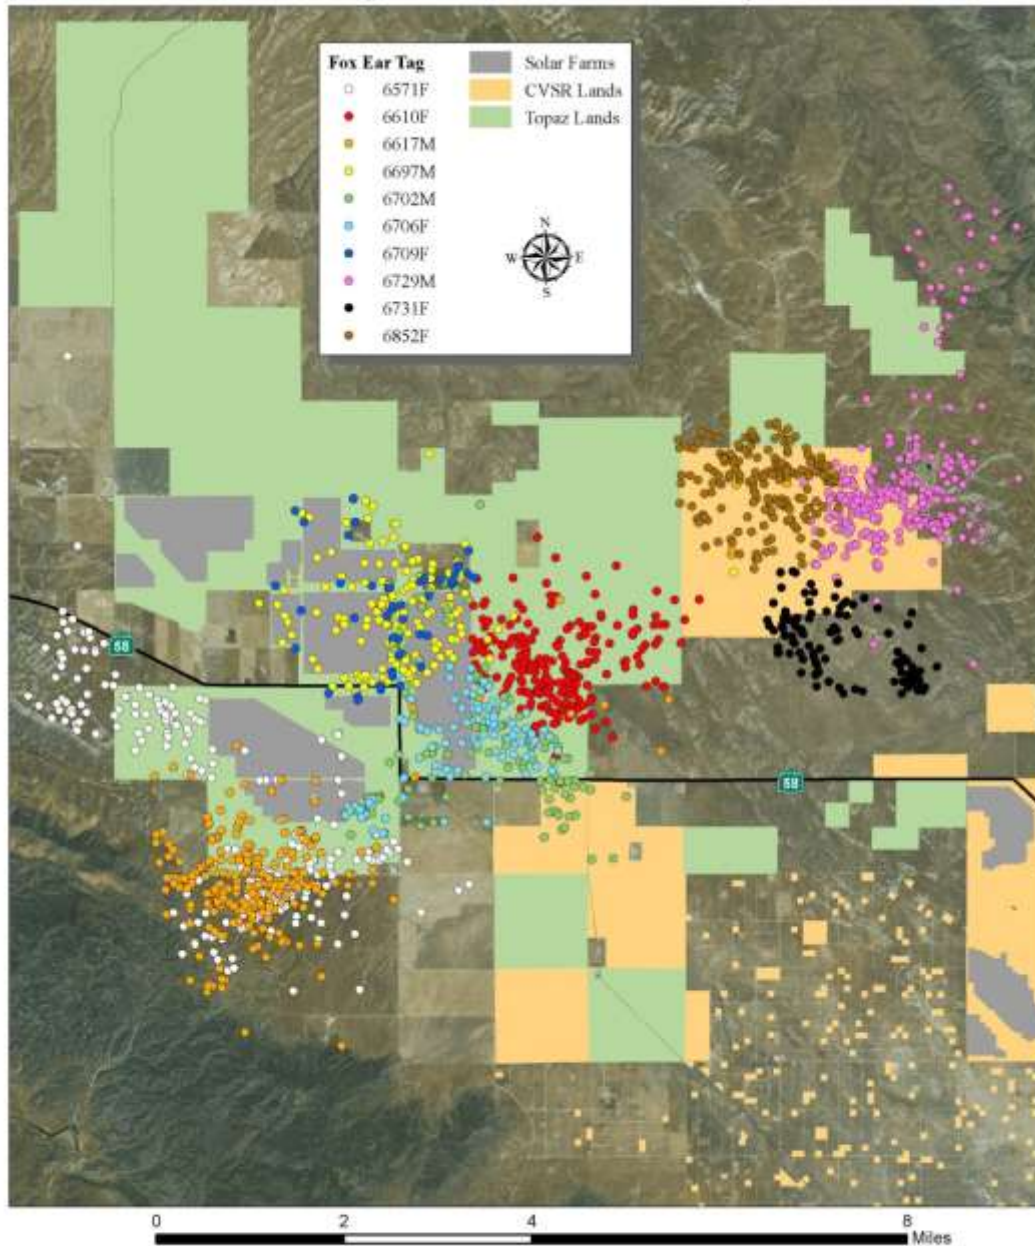 Fox Ear Tag
6571F
6610F
6617M
6697M
6702M
6706F
6709F
6729M
6731F
6852F
Solar Farms
CVSR Lands
Topaz Lands
N
W E
S
58
58
0 2 4 8
Miles